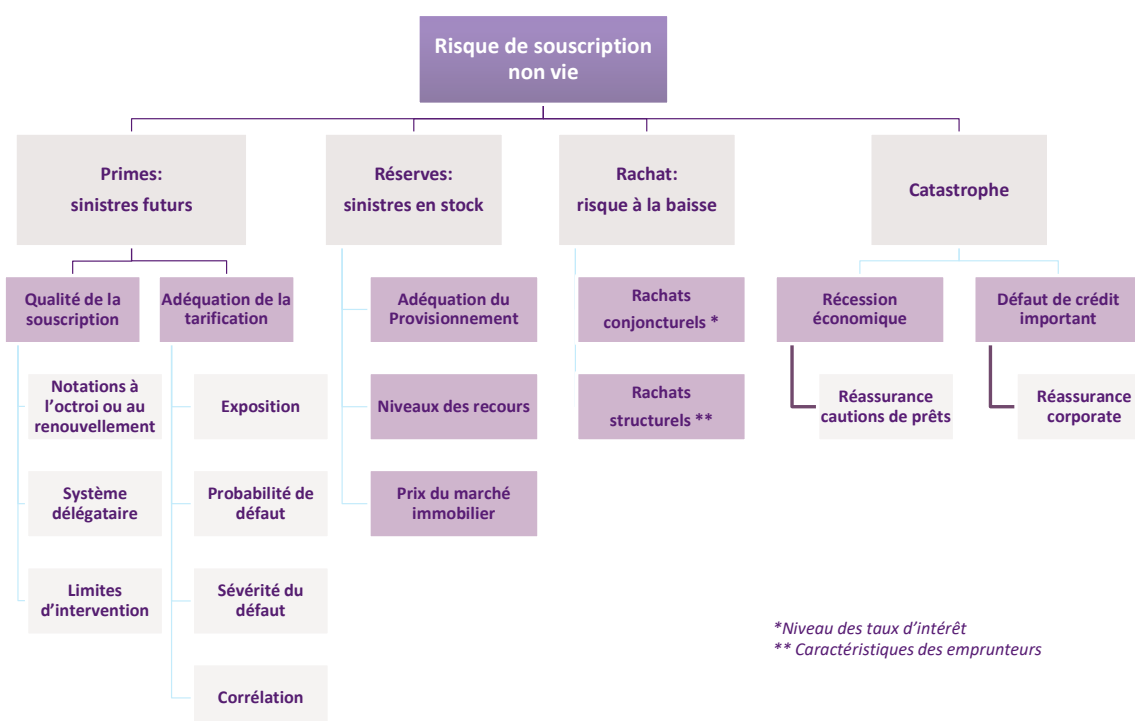 Risque de souscription
non vie
Primes:
sinistres futurs
Réserves:
sinistres en stock
Rachat:
risque à la baisse
Catastrophe
Qualité de la
souscription
Adéquation de la
tarification
Adéquation du
Provisionnement
Rachats
conjoncturels *
Récession
économique
Défaut de crédit
important
Notations à
l’octroi ou au
renouvellement
Exposition
Niveaux des recours
Rachats
structurels **
Réassurance
cautions de prêts
Réassurance
corporate
Système
délégataire
Probabilité de
défaut
Prix du marché
immobilier
Limites
d’intervention
Sévérité du
défaut
Corrélation
*Niveau des taux d’intérêt
** Caractéristiques des emprunteurs